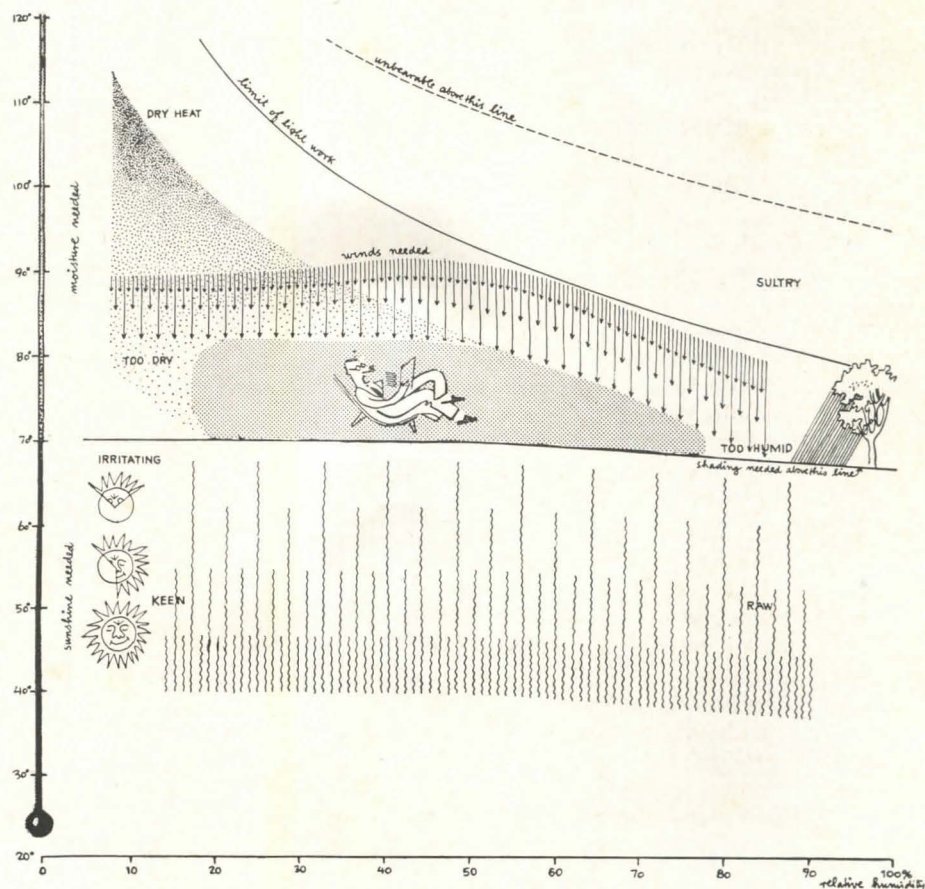 120°
unbearable above this line
110°
DRY HEAT
limit of light work
100°
moisture needed
winds needed
90°
SULTRY
80°
TOO DRY
70°
TOO HUMID
shading needed above this line
IRRITATING
60°
KEEN
50°
RAW
sunshine needed
40°
30°
20°
0 10 20 30 40 50 60 70 80 90 100%
relative humidity